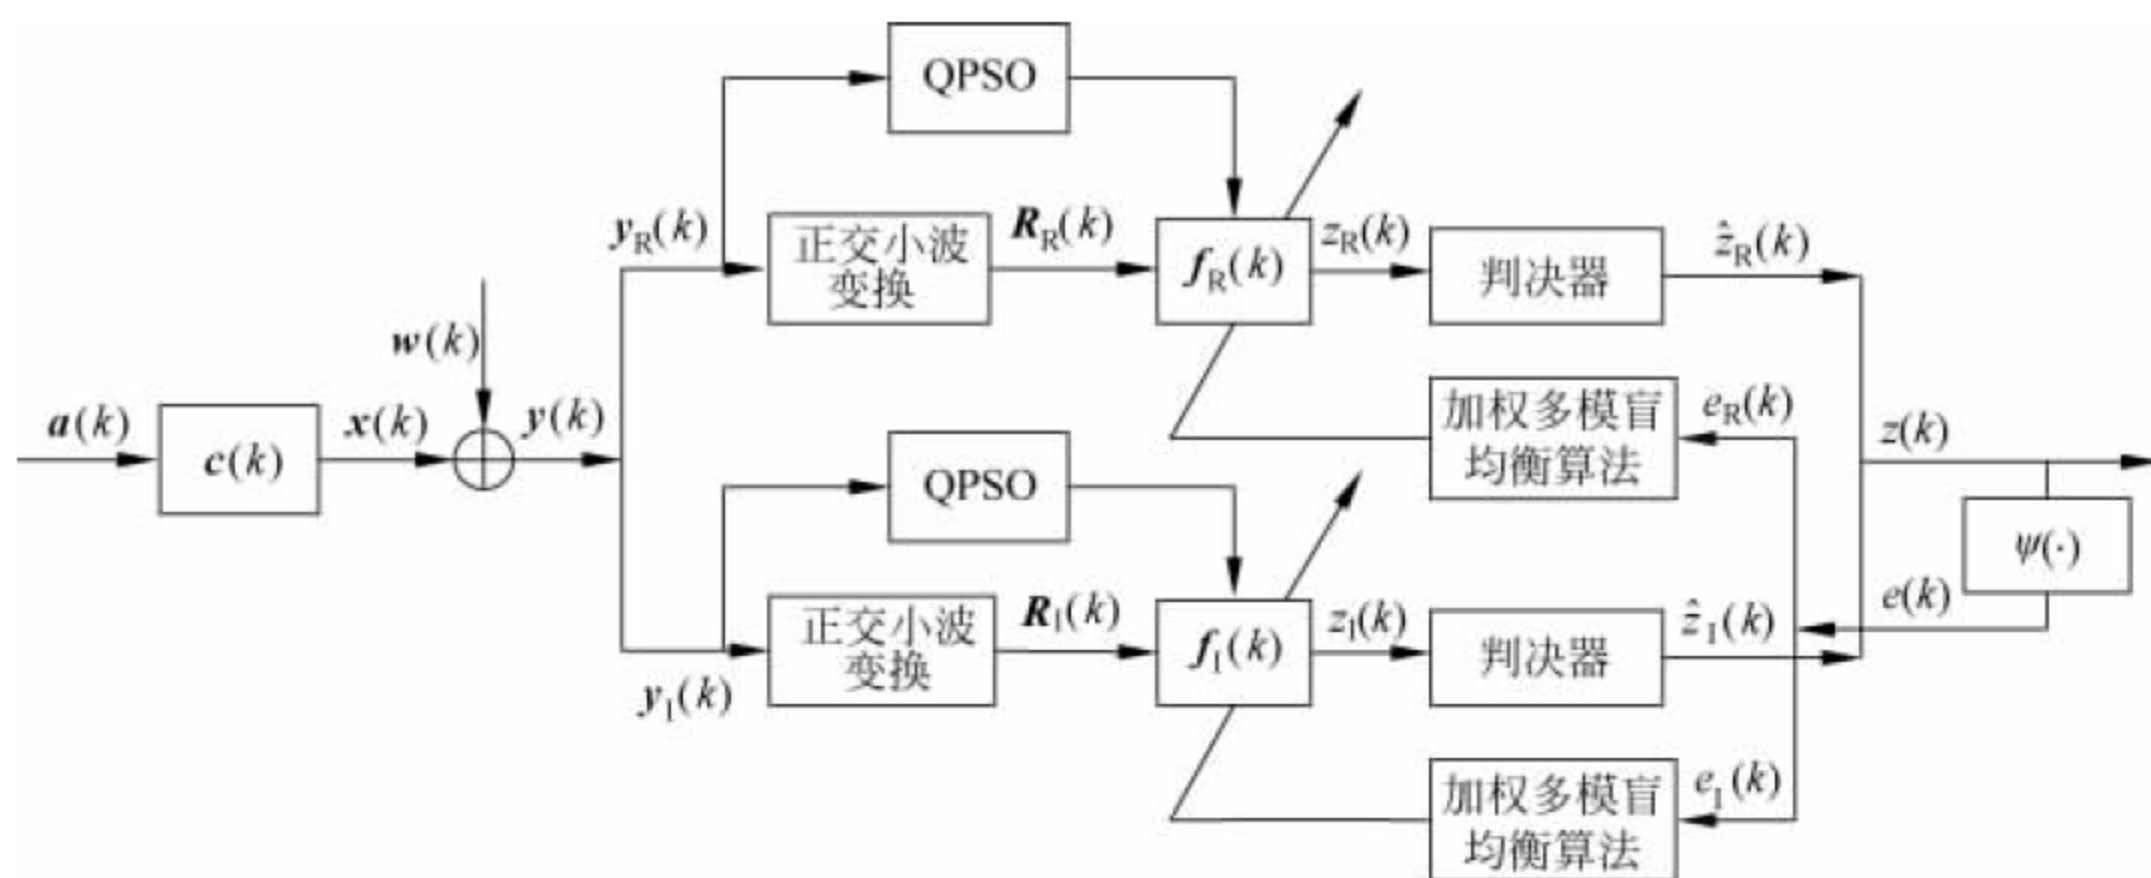 QPSO
y_R(k)
正交小波
变换
R_R(k)
f_R(k)
z_R(k)
判决器
ẑ_R(k)
w(k)
a(k)
c(k)
x(k)
y(k)
加权多模盲
均衡算法
e_R(k)
z(k)
QPSO
ψ(·)
y_I(k)
正交小波
变换
R_I(k)
f_I(k)
z_I(k)
判决器
ẑ_I(k)
e(k)
加权多模盲
均衡算法
e_I(k)